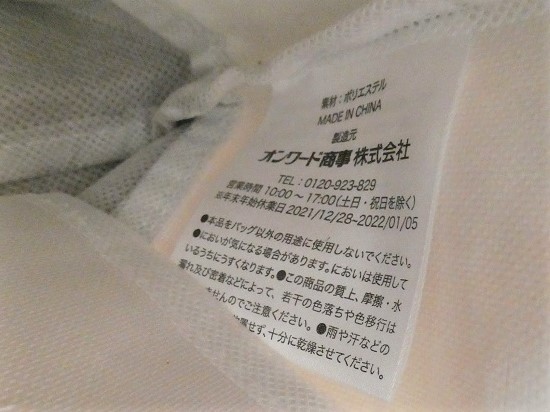 素材：ポリエステル
MADE IN CHINA
製造元
オンワード商事 株式会社
TEL：0120-923-829
営業時間 10:00～17:00(土日・祝日を除く)
※年末年始休業日 2021/12/28~2022/01/05
●本品をバッグ以外の用途に使用しないでください。
●においが気になる場合があります。においは使用して
いるうちにうすくなります。●この商品の質上、摩擦・水
濡れ及び密着などによって、若干の色落ちや色移行は
ませんのでご注意ください。●雨や汗などの
せず、十分に乾燥させてください。